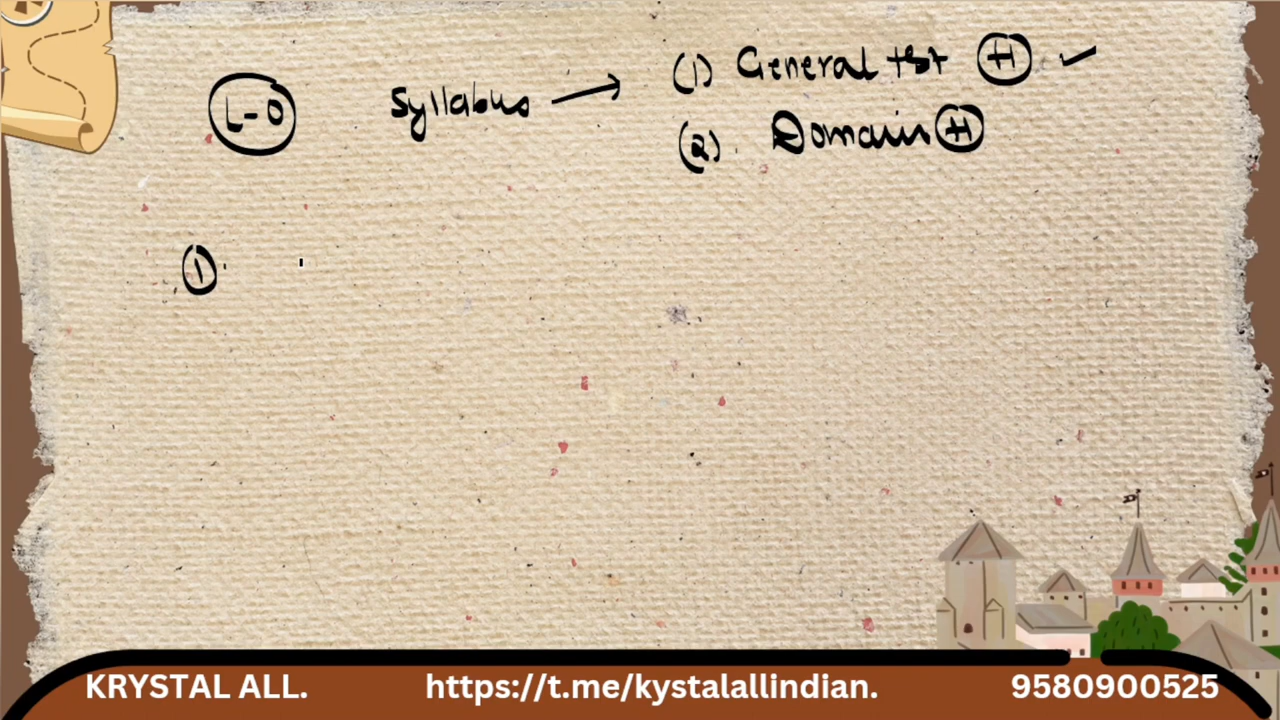 L-0 Syllabus → (1) General test (H) ✓
(2). Domain (H)
①.
KRYSTAL ALL. https://t.me/kystalallindian. 9580900525